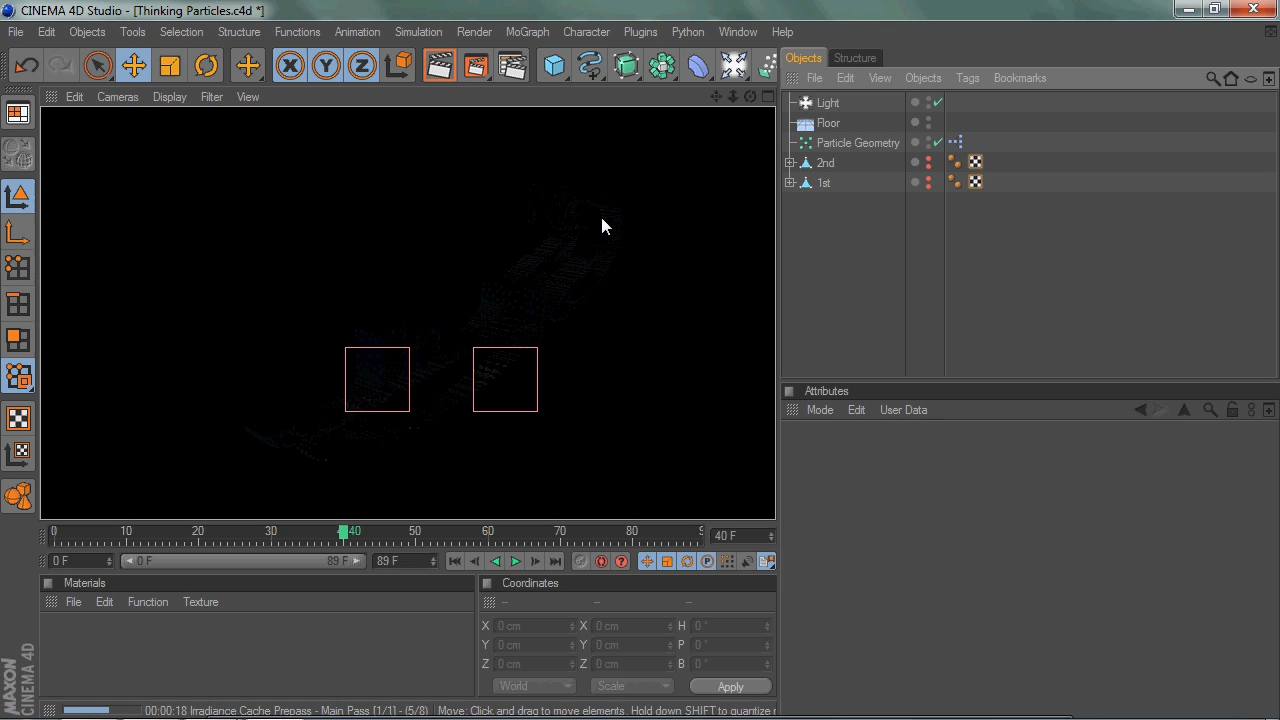 CINEMA 4D Studio - [Thinking Particles.c4d *]
File Edit Objects Tools Selection Structure Functions Animation Simulation Render MoGraph Character Plugins Python Window Help
X Y Z
Objects Structure
File Edit View Objects Tags Bookmarks
Edit Cameras Display Filter View
Light
Floor
Particle Geometry
2nd
1st
Attributes
Mode Edit User Data
0 10 20 30 40 50 60 70 80 40 F
0 F 0 F 89 F 89 F
Materials
File Edit Function Texture
Coordinates
-- -- --
X 0 cm X 0 cm H 0 °
Y 0 cm Y 0 cm P 0 °
Z 0 cm Z 0 cm B 0 °
World Scale Apply
MAXON
CINEMA 4D
00:00:18 Irradiance Cache Prepass - Main Pass [1/1] - (5/8) Move: Click and drag to move elements. Hold down SHIFT to quantize